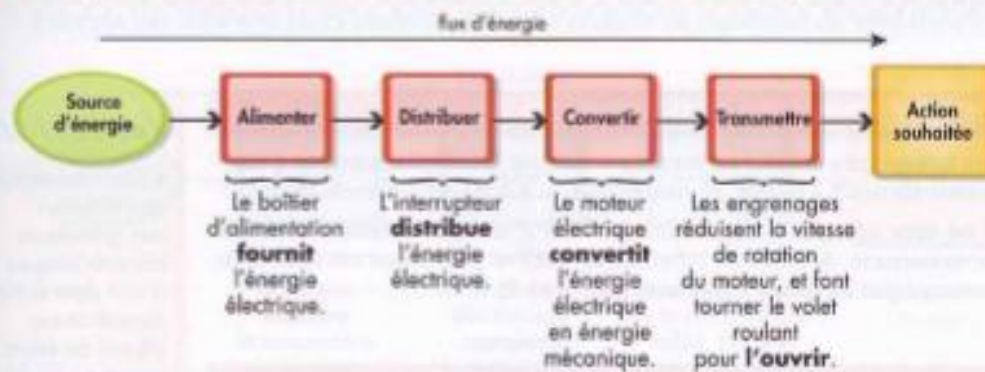 flux d'énergie
Source
d'énergie
Alimenter
Distribuer
Convertir
Transmettre
Action
souhaitée
Le boîtier
d'alimentation
fournit
l'énergie
électrique.
L'interrupteur
distribue
l'énergie
électrique.
Le moteur
électrique
convertit
l'énergie
électrique
en énergie
mécanique.
Les engrenages
réduisent la vitesse
de rotation
du moteur, et font
tourner le volet
roulant
pour l'ouvrir.